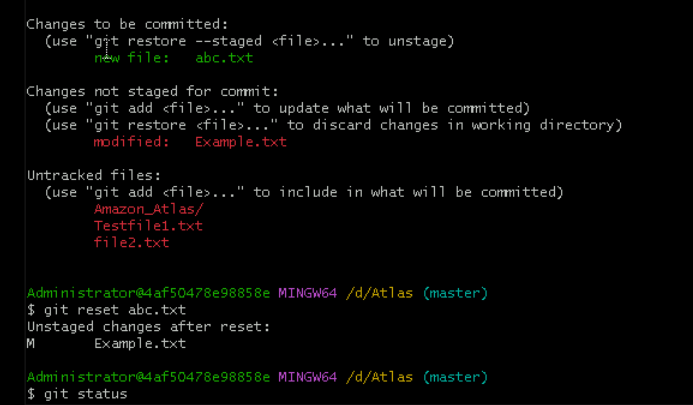 Changes to be committed:
  (use "git restore --staged <file>..." to unstage)
        new file:   abc.txt
Changes not staged for commit:
  (use "git add <file>..." to update what will be committed)
  (use "git restore <file>..." to discard changes in working directory)
        modified:   Example.txt
Untracked files:
  (use "git add <file>..." to include in what will be committed)
        Amazon_Atlas/
        Testfile1.txt
        file2.txt
Administrator@4af50478e98858e MINGW64 /d/Atlas (master)
$ git reset abc.txt
Unstaged changes after reset:
M       Example.txt
Administrator@4af50478e98858e MINGW64 /d/Atlas (master)
$ git status